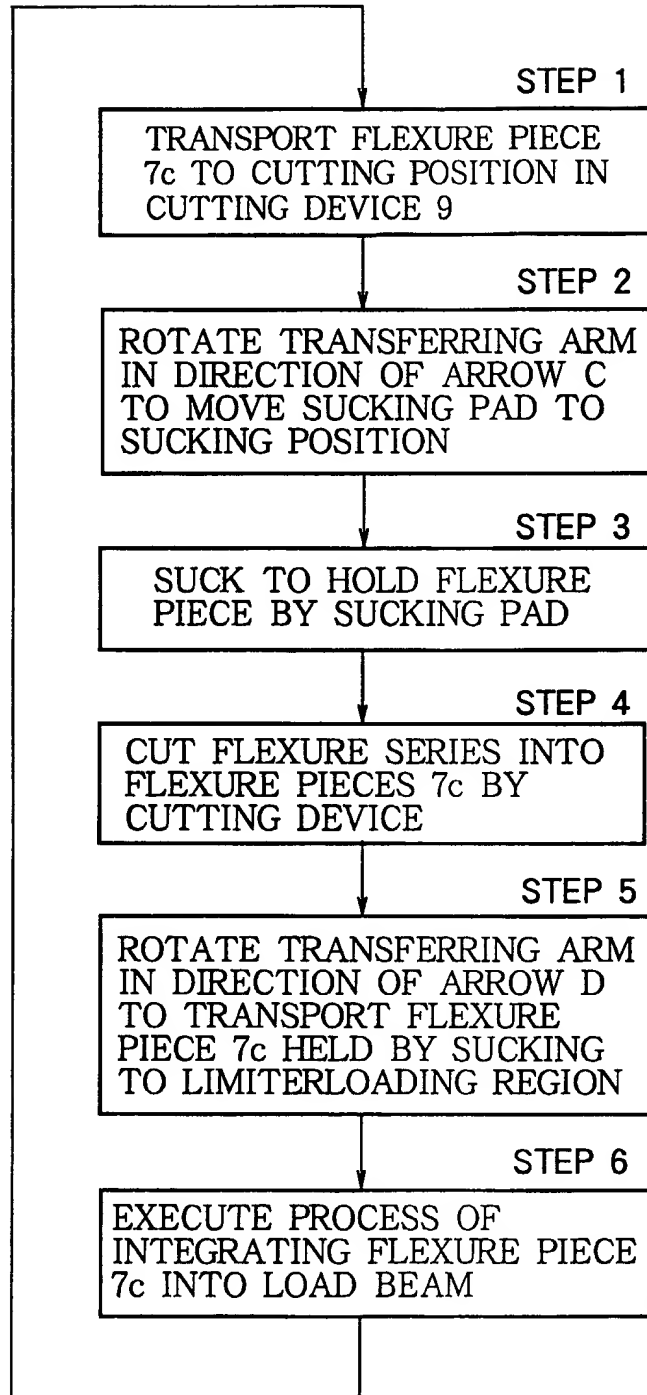 STEP 1
TRANSPORT FLEXURE PIECE
7c TO CUTTING POSITION IN
CUTTING DEVICE 9
STEP 2
ROTATE TRANSFERRING ARM
IN DIRECTION OF ARROW C
TO MOVE SUCKING PAD TO
SUCKING POSITION
STEP 3
SUCK TO HOLD FLEXURE
PIECE BY SUCKING PAD
STEP 4
CUT FLEXURE SERIES INTO
FLEXURE PIECES 7c BY
CUTTING DEVICE
STEP 5
ROTATE TRANSFERRING ARM
IN DIRECTION OF ARROW D
TO TRANSPORT FLEXURE
PIECE 7c HELD BY SUCKING
TO LIMITERLOADING REGION
STEP 6
EXECUTE PROCESS OF
INTEGRATING FLEXURE PIECE
7c INTO LOAD BEAM